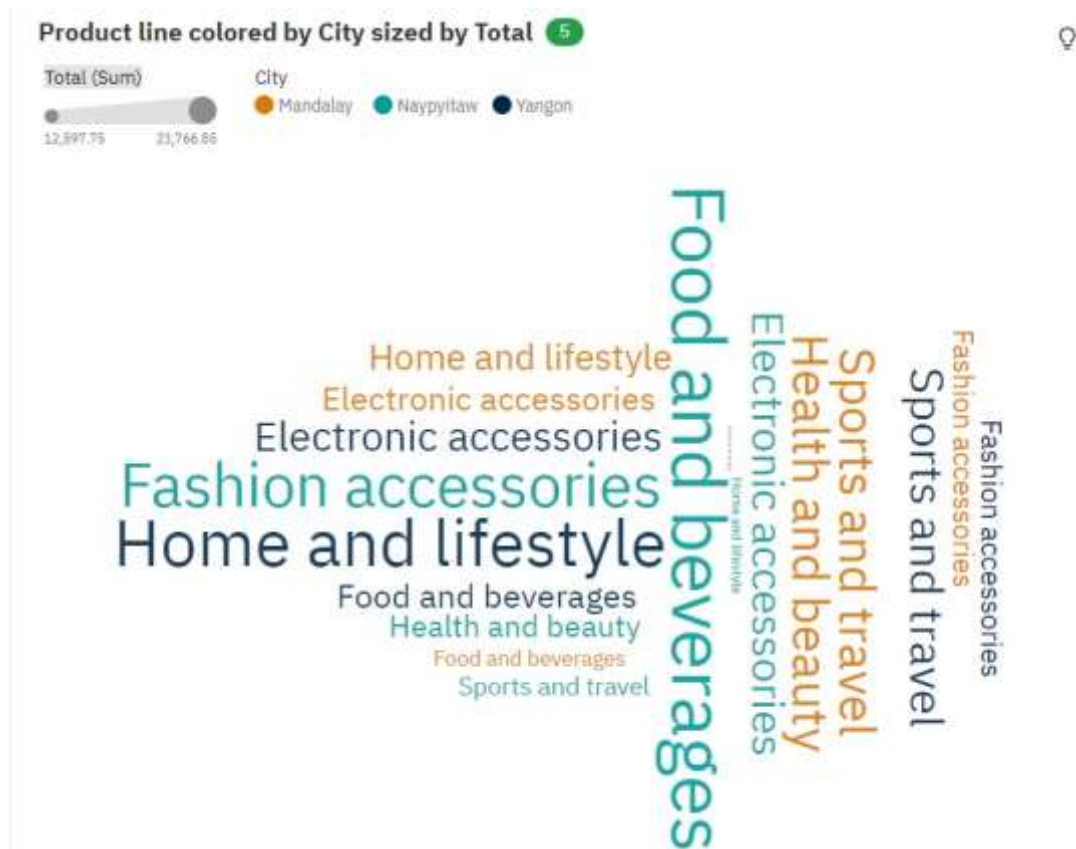 Product line colored by City sized by Total 5
Total (Sum)
City
Mandalay Naypyitaw Yangon
12,597.75 23,766.85
Home and lifestyle
Electronic accessories
Electronic accessories
Fashion accessories
Home and lifestyle
Food and beverages
Health and beauty
Food and beverages
Sports and travel
Food and beverages
Home and lifestyle
Electronic accessories
Health and beauty
Sports and travel
Sports and travel
Fashion accessories
Fashion accessories